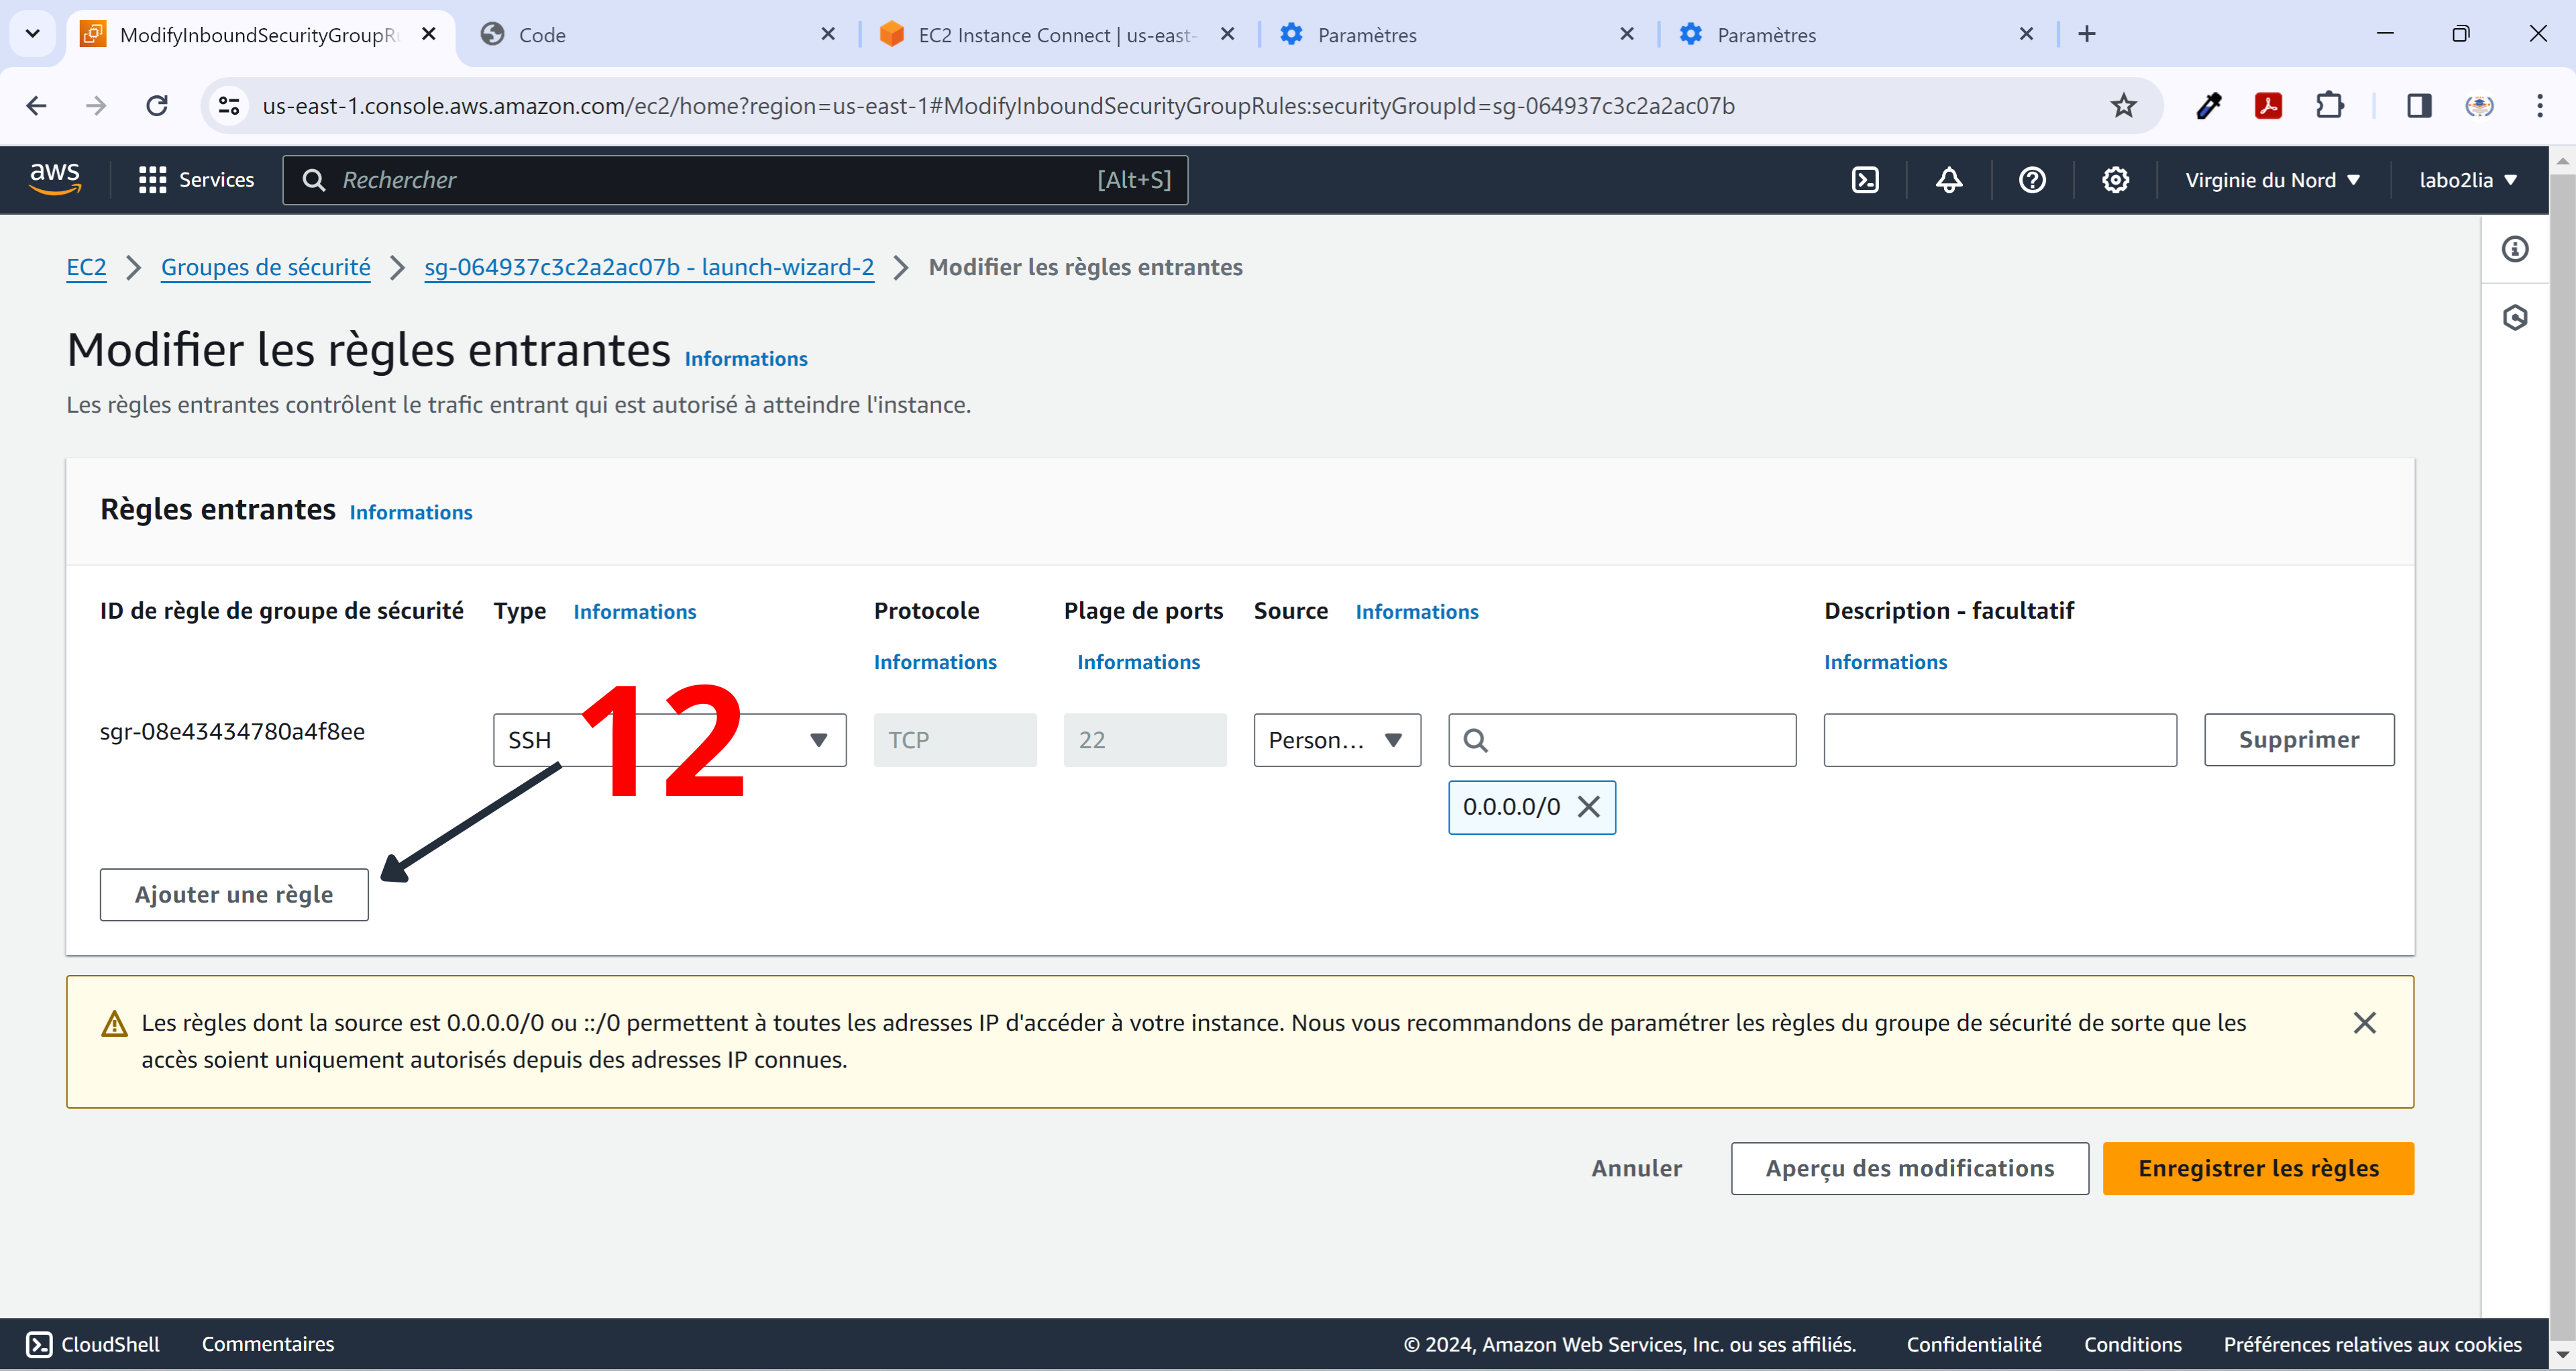 ModifyInboundSecurityGroupRu
Code
EC2 Instance Connect | us-east-
Paramètres
Paramètres
us-east-1.console.aws.amazon.com/ec2/home?region=us-east-1#ModifyInboundSecurityGroupRules:securityGroupId=sg-064937c3c2a2ac07b
aws
Services
Rechercher
[Alt+S]
Virginie du Nord
labo2lia
EC2 > Groupes de sécurité > sg-064937c3c2a2ac07b - launch-wizard-2 > Modifier les règles entrantes
Modifier les règles entrantes Informations
Les règles entrantes contrôlent le trafic entrant qui est autorisé à atteindre l'instance.
Règles entrantes Informations
ID de règle de groupe de sécurité Type Informations Protocole Plage de ports Source Informations Description - facultatif
Informations Informations Informations
sgr-08e43434780a4f8ee
SSH
12
TCP
22
Person...
Supprimer
0.0.0.0/0
Ajouter une règle
Les règles dont la source est 0.0.0.0/0 ou ::/0 permettent à toutes les adresses IP d'accéder à votre instance. Nous vous recommandons de paramétrer les règles du groupe de sécurité de sorte que les
accès soient uniquement autorisés depuis des adresses IP connues.
Annuler
Aperçu des modifications
Enregistrer les règles
CloudShell
Commentaires
© 2024, Amazon Web Services, Inc. ou ses affiliés.
Confidentialité
Conditions
Préférences relatives aux cookies